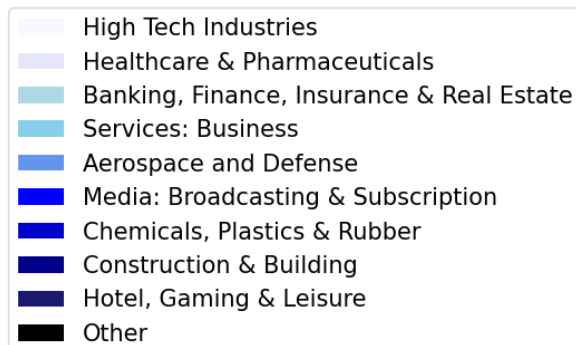 High Tech Industries
Healthcare & Pharmaceuticals
Banking, Finance, Insurance & Real Estate
Services: Business
Aerospace and Defense
Media: Broadcasting & Subscription
Chemicals, Plastics & Rubber
Construction & Building
Hotel, Gaming & Leisure
Other